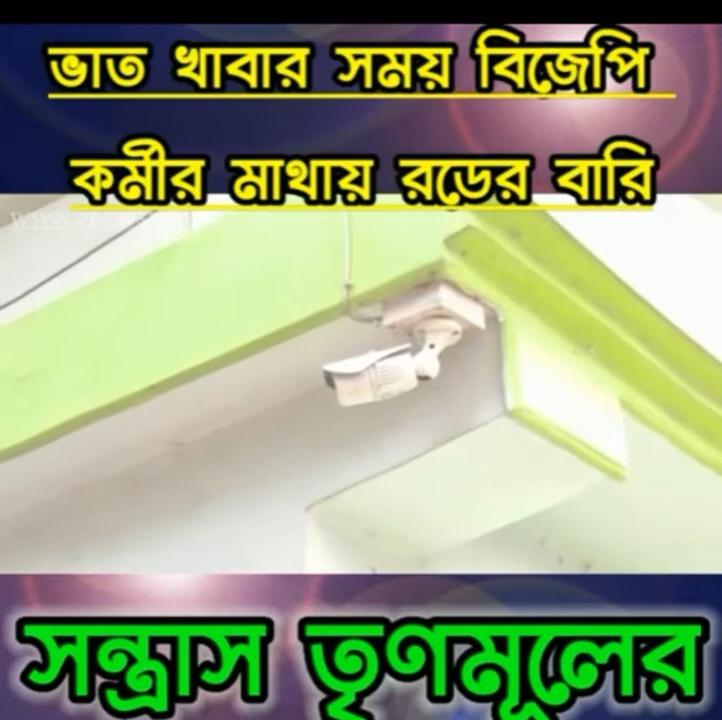 ভাত খাবার সময় বিজেপি
কর্মীর মাথায় রডের বারি
সন্ত্রাস তৃণমূলের